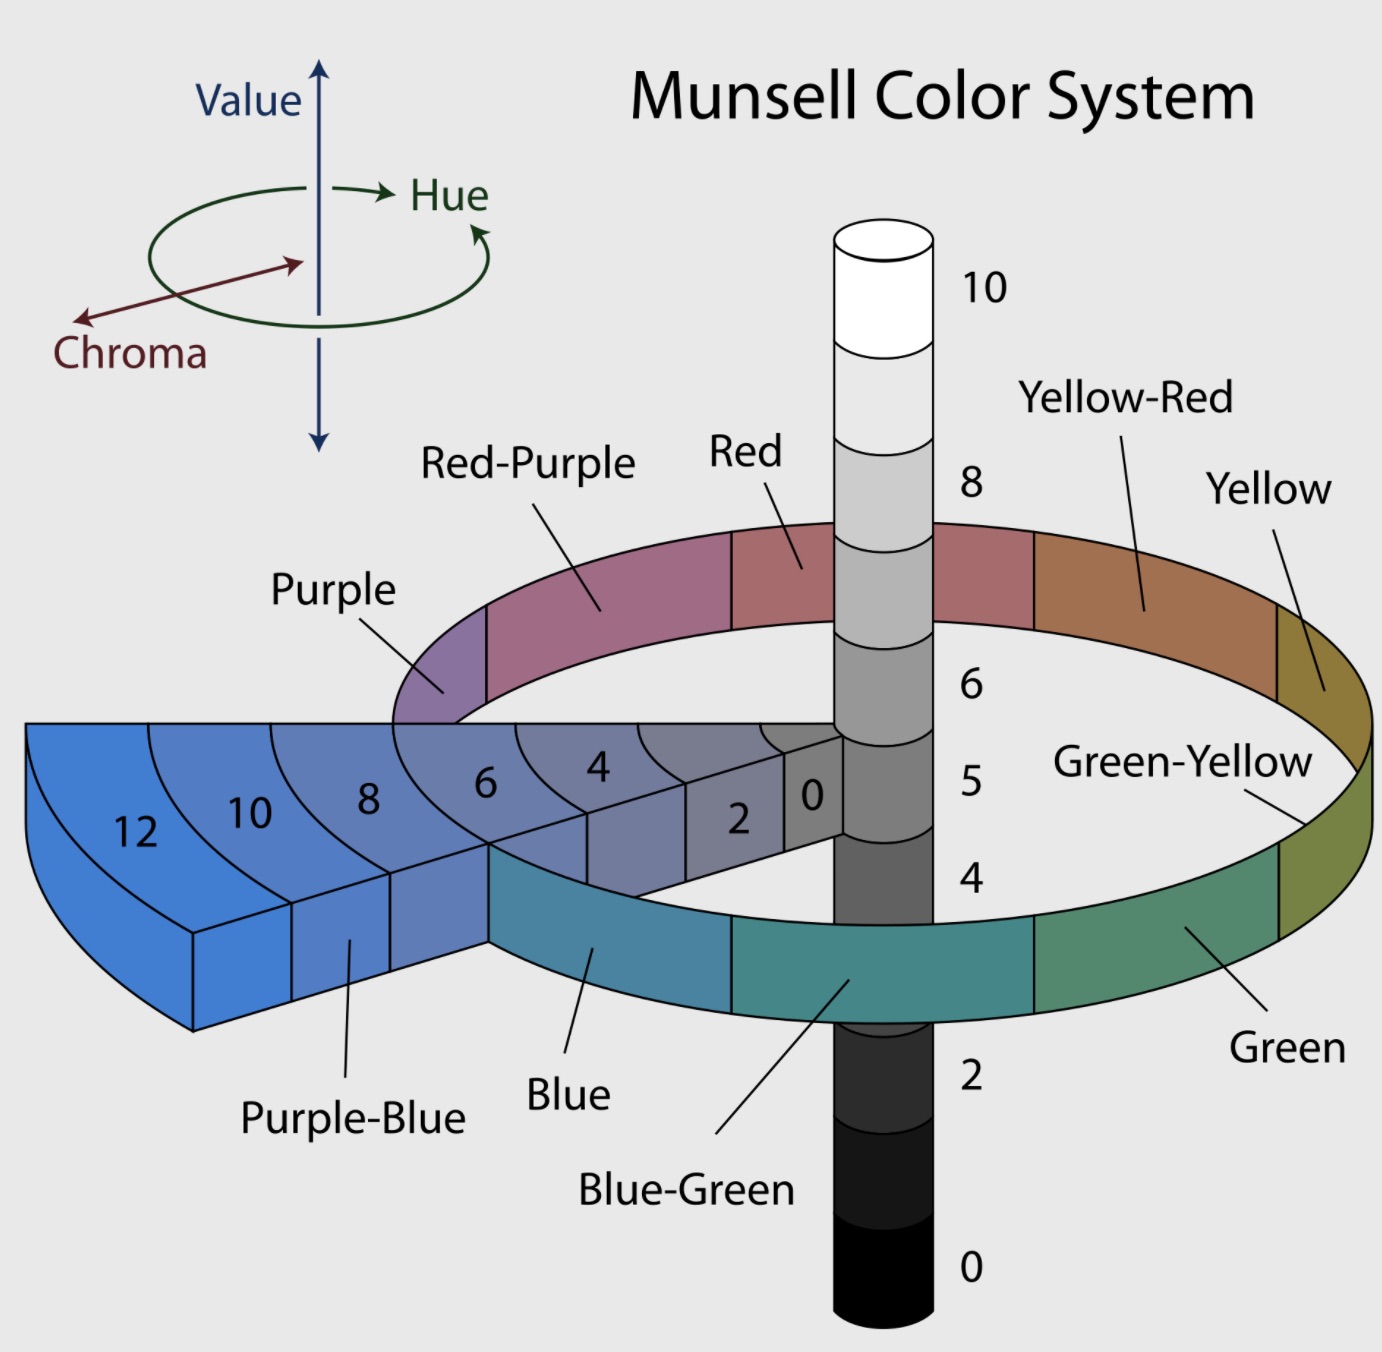 Munsell Color System
Value
Hue
Chroma
10
Yellow-Red
Red
Red-Purple
8
Yellow
Purple
6
Green-Yellow
5
4
6
8
0
10
2
12
4
Green
2
Blue
Purple-Blue
Blue-Green
0